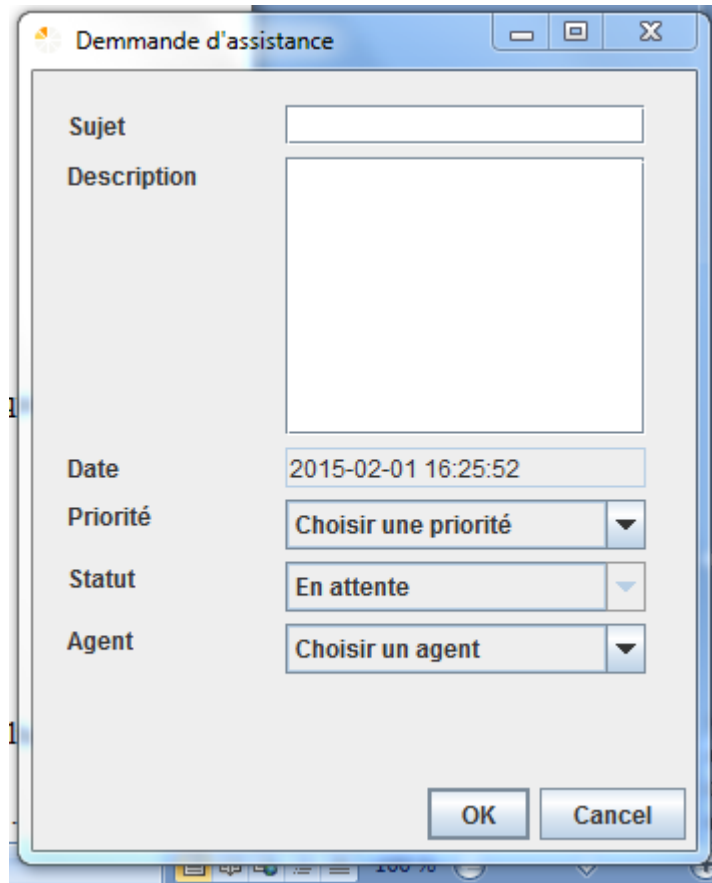 Demmande d'assistance
Sujet
Description
Date 2015-02-01 16:25:52
Priorité Choisir une priorité
Statut En attente
Agent Choisir un agent
OK Cancel
100 %